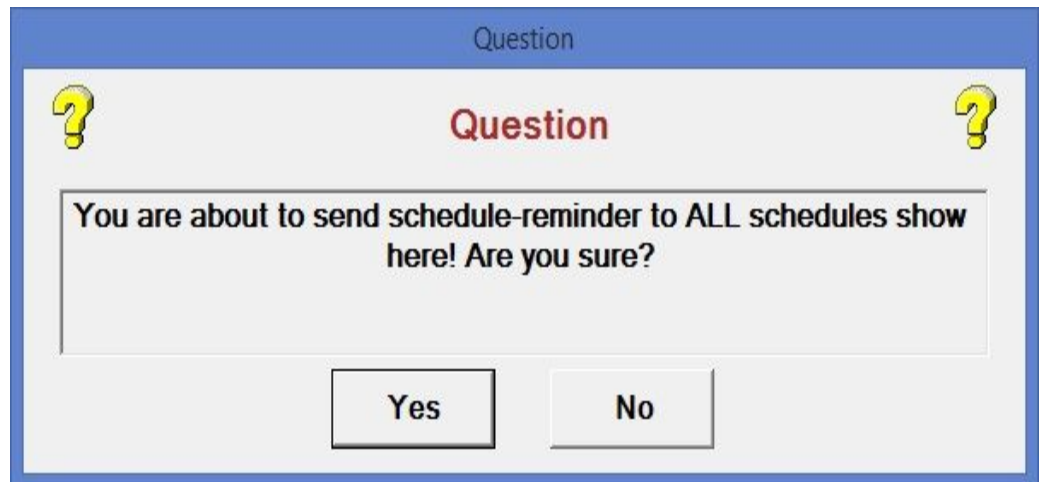 Question
Question
You are about to send schedule-reminder to ALL schedules show
here! Are you sure?
Yes
No